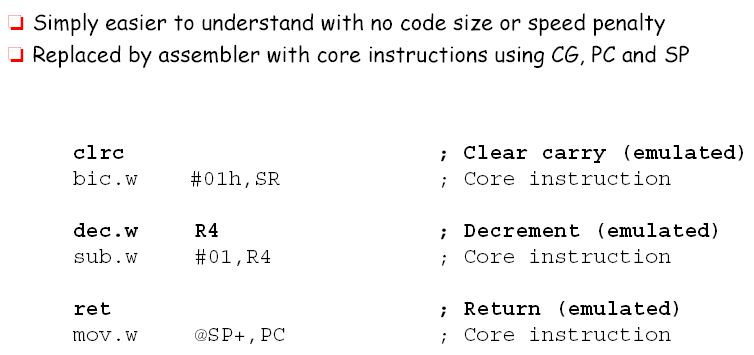 Simply easier to understand with no code size or speed penalty
Replaced by assembler with core instructions using CG, PC and SP
clrc ; Clear carry (emulated)
bic.w #01h,SR ; Core instruction
dec.w R4 ; Decrement (emulated)
sub.w #01,R4 ; Core instruction
ret ; Return (emulated)
mov.w @SP+,PC ; Core instruction